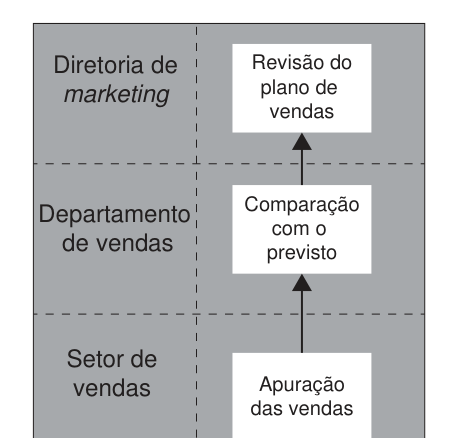 Diretoria de
marketing
Revisão do
plano de
vendas
Departamento
de vendas
Comparação
com o
previsto
Setor de
vendas
Apuração
das vendas